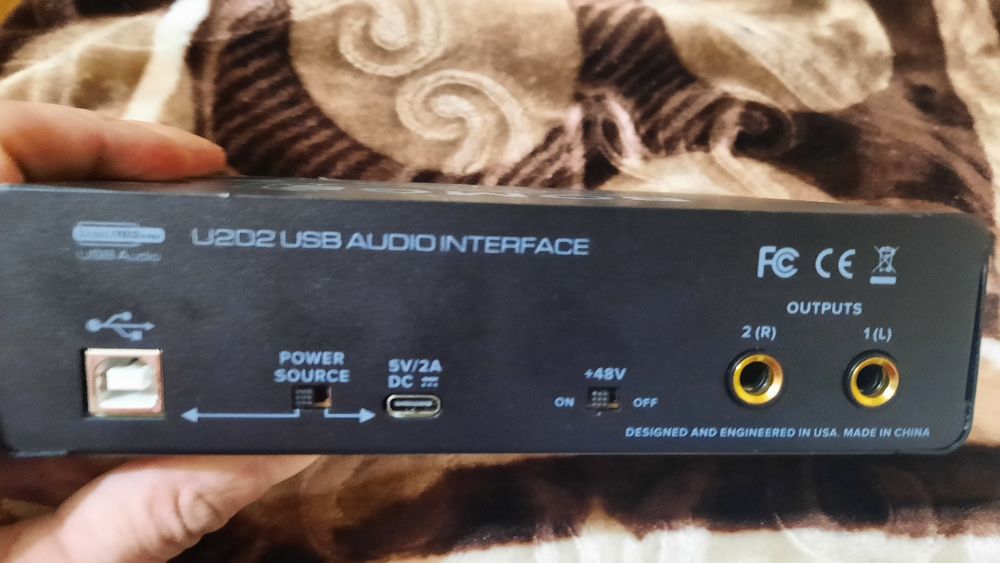 USB Audio
U2D2 USB AUDIO INTERFACE
FC CE
OUTPUTS
2 (R) 1 (L)
POWER
SOURCE
5V/2A
DC
+48V
ON OFF
DESIGNED AND ENGINEERED IN USA. MADE IN CHINA